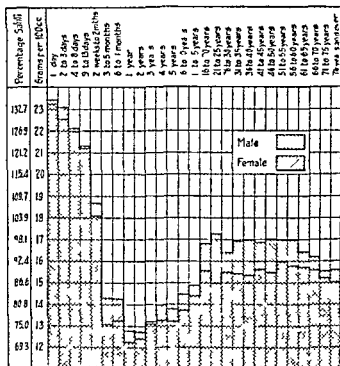 Percentage Sahli
Grams per 100cc
1 day
2 to 3 days
4 to 8 days
9 to 13 days
2 weeks to 2 mths
3 to 5 months
6 to 11 months
1 year
2 years
3 years
4 years
5 years
6 to 10 years
11 to 15 years
16 to 20 years
21 to 25 years
26 to 30 years
31 to 35 years
36 to 40 years
41 to 45 years
46 to 50 years
51 to 55 years
56 to 60 years
61 to 65 years
66 to 70 years
71 to 75 years
76 years and over
132.7 23
126.9 22
121.2 21
115.4 20
109.7 19
103.9 18
98.1 17
92.4 16
86.6 15
80.8 14
75.0 13
69.3 12
Male
Female